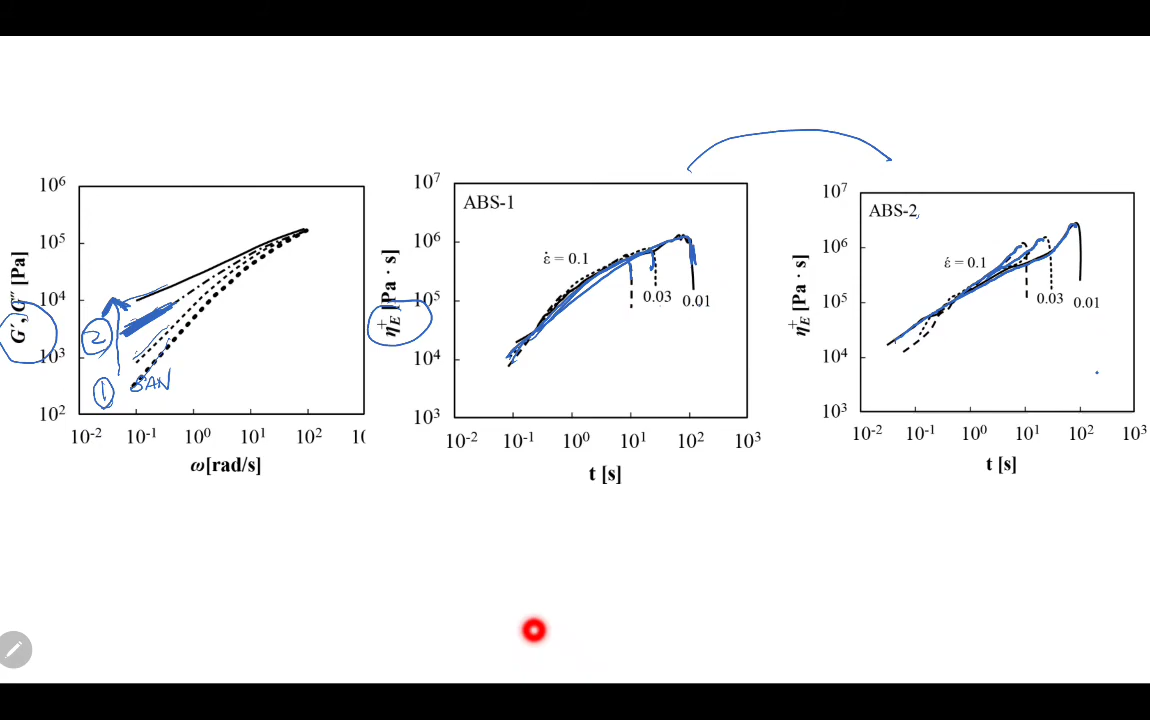 10⁶
10⁵
10⁴
10³
10²
G′, G″ [Pa]
10⁻² 10⁻¹ 10⁰ 10¹ 10² 1(
ω[rad/s]
2
1
SAN
10⁷
10⁶
10⁵
10⁴
10³
η⁺E [Pa · s]
ABS-1
ε̇ = 0.1
0.03 0.01
10⁻² 10⁻¹ 10⁰ 10¹ 10² 10³
t [s]
10⁷
10⁶
10⁵
10⁴
10³
η⁺E [Pa · s]
ABS-2
ε̇ = 0.1
0.03 0.01
10⁻² 10⁻¹ 10⁰ 10¹ 10² 10³
t [s]